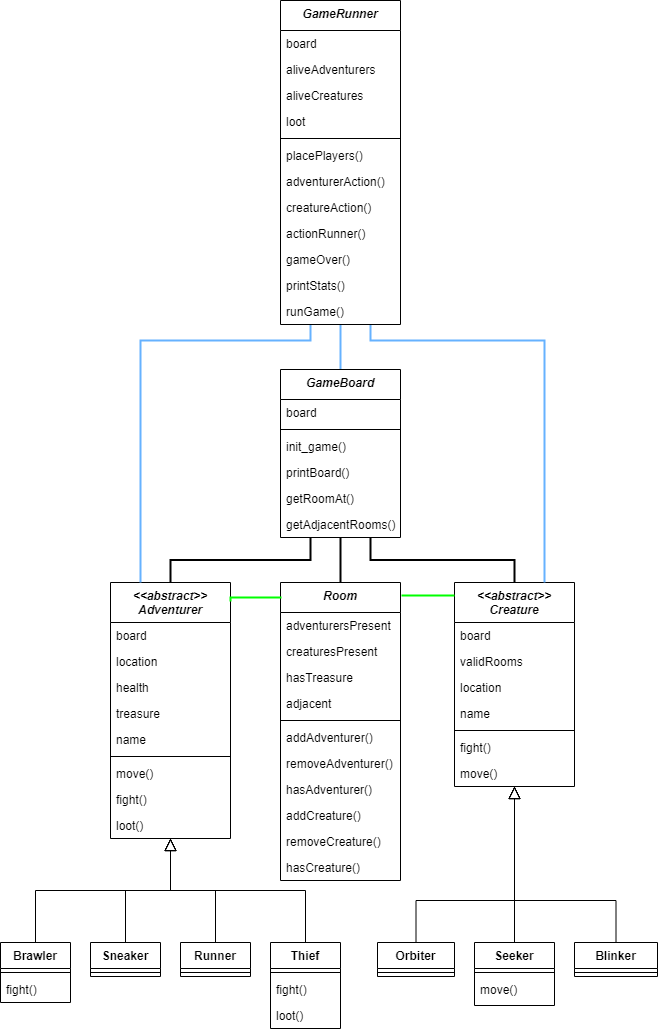 GameRunner
board
aliveAdventurers
aliveCreatures
loot
placePlayers()
adventurerAction()
creatureAction()
actionRunner()
gameOver()
printStats()
runGame()
GameBoard
board
init_game()
printBoard()
getRoomAt()
getAdjacentRooms()
<<abstract>>
Adventurer
board
location
health
treasure
name
move()
fight()
loot()
Room
adventurersPresent
creaturesPresent
hasTreasure
adjacent
addAdventurer()
removeAdventurer()
hasAdventurer()
addCreature()
removeCreature()
hasCreature()
<<abstract>>
Creature
board
validRooms
location
name
fight()
move()
Brawler
fight()
Sneaker
Runner
Thief
fight()
loot()
Orbiter
Seeker
move()
Blinker